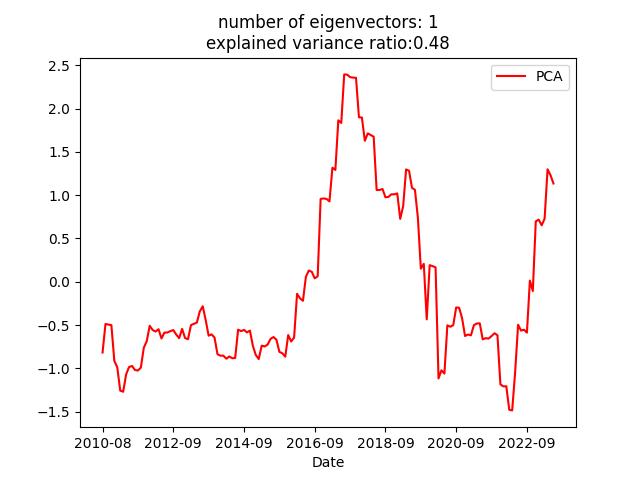 number of eigenvectors: 1
explained variance ratio:0.48
PCA
2.5
2.0
1.5
1.0
0.5
0.0
−0.5
−1.0
−1.5
2010-08 2012-09 2014-09 2016-09 2018-09 2020-09 2022-09
Date